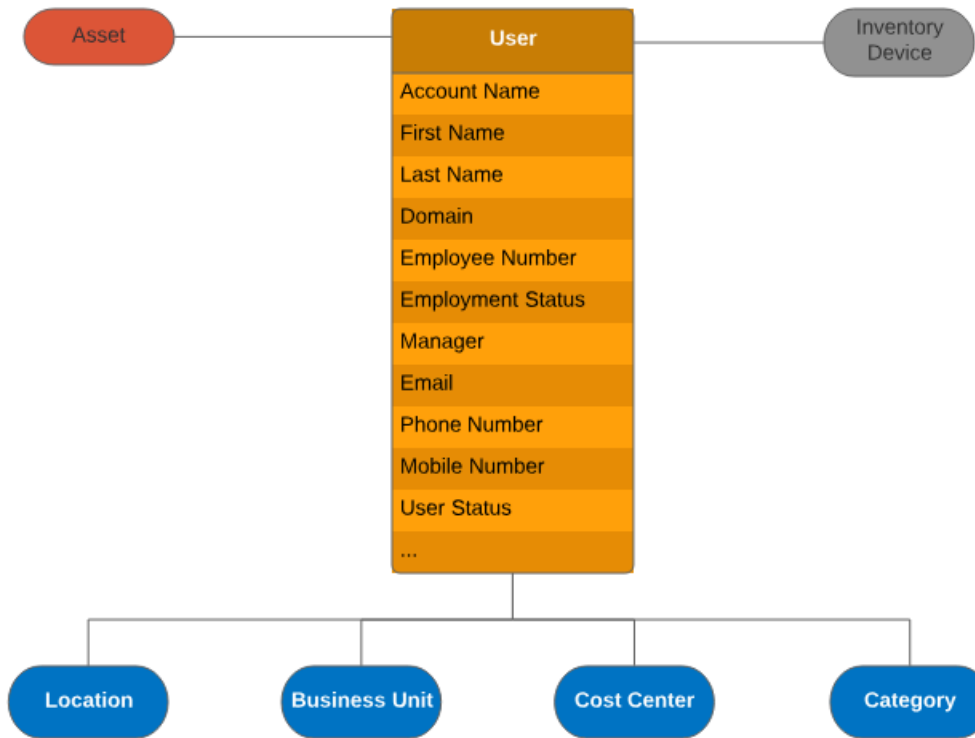 Asset
User
Inventory
Device
Account Name
First Name
Last Name
Domain
Employee Number
Employment Status
Manager
Email
Phone Number
Mobile Number
User Status
...
Location
Business Unit
Cost Center
Category